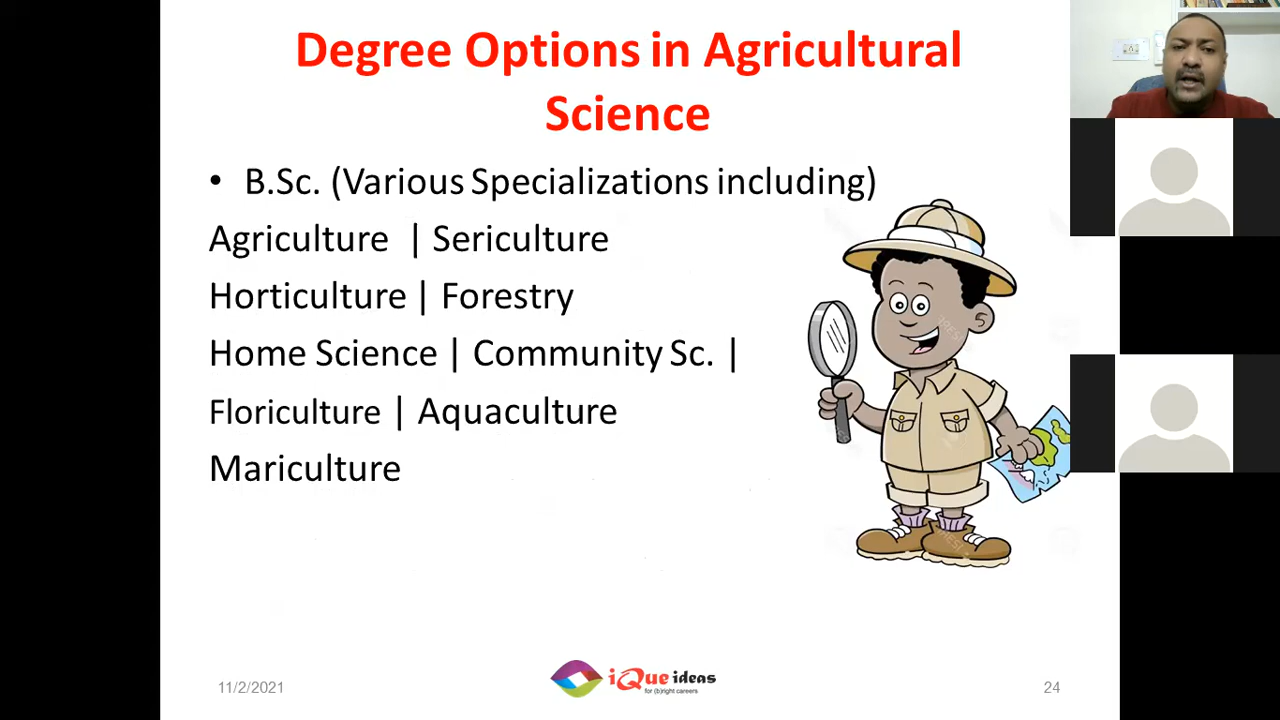 Degree Options in Agricultural
Science
• B.Sc. (Various Specializations including)
Agriculture | Sericulture
Horticulture | Forestry
Home Science | Community Sc. |
Floriculture | Aquaculture
Mariculture
11/2/2021
iQue ideas
for (b)right careers
24